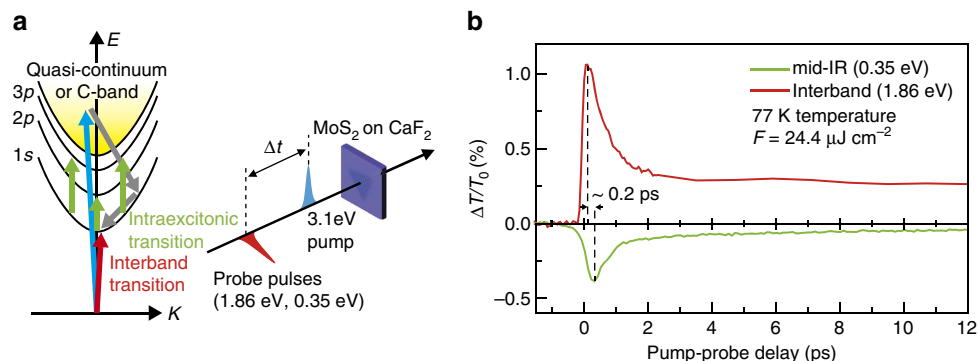 a
E
Quasi-continuum
or C-band
3p
2p
1s
Intraexcitonic
transition
Interband
transition
K
Δt
MoS₂ on CaF₂
3.1eV
pump
Probe pulses
(1.86 eV, 0.35 eV)
b
mid-IR (0.35 eV)
Interband (1.86 eV)
77 K temperature
F = 24.4 μJ cm⁻²
~ 0.2 ps
ΔT/T₀ (%)
1.0
0.5
0.0
−0.5
0 2 4 6 8 10 12
Pump-probe delay (ps)